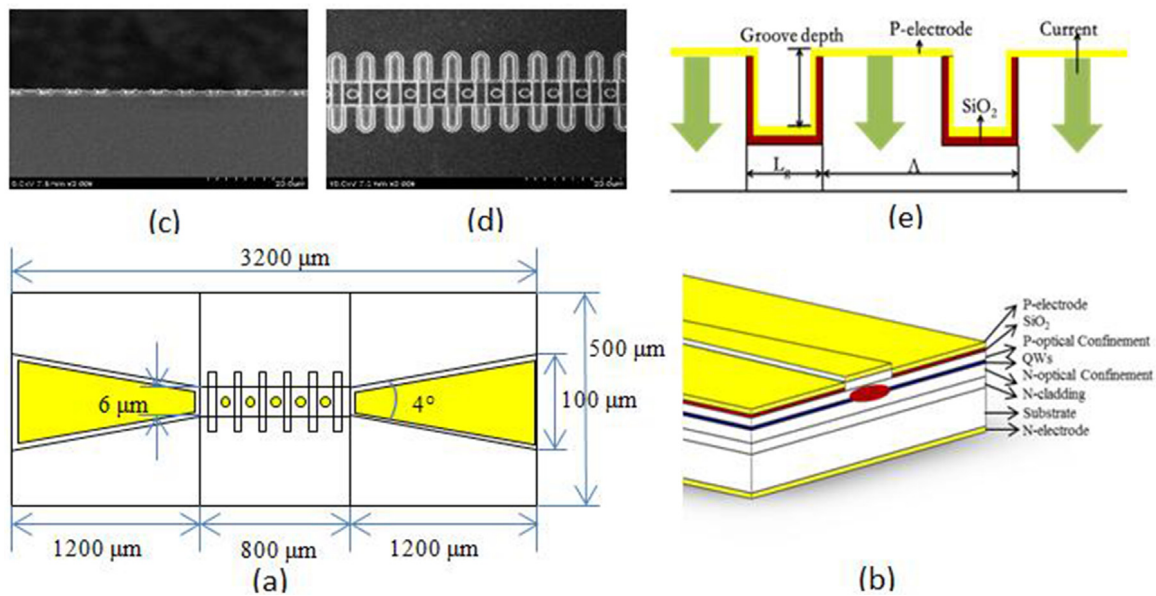 Groove depth
P-electrode
Current
SiO2
Lg
Λ
20.0um
20.0um
(c)
(d)
(e)
3200 μm
500 μm
100 μm
6 μm
4°
1200 μm
800 μm
1200 μm
(a)
P-electrode
SiO2
P-optical Confinement
QWs
N-optical Confinement
N-cladding
Substrate
N-electrode
(b)